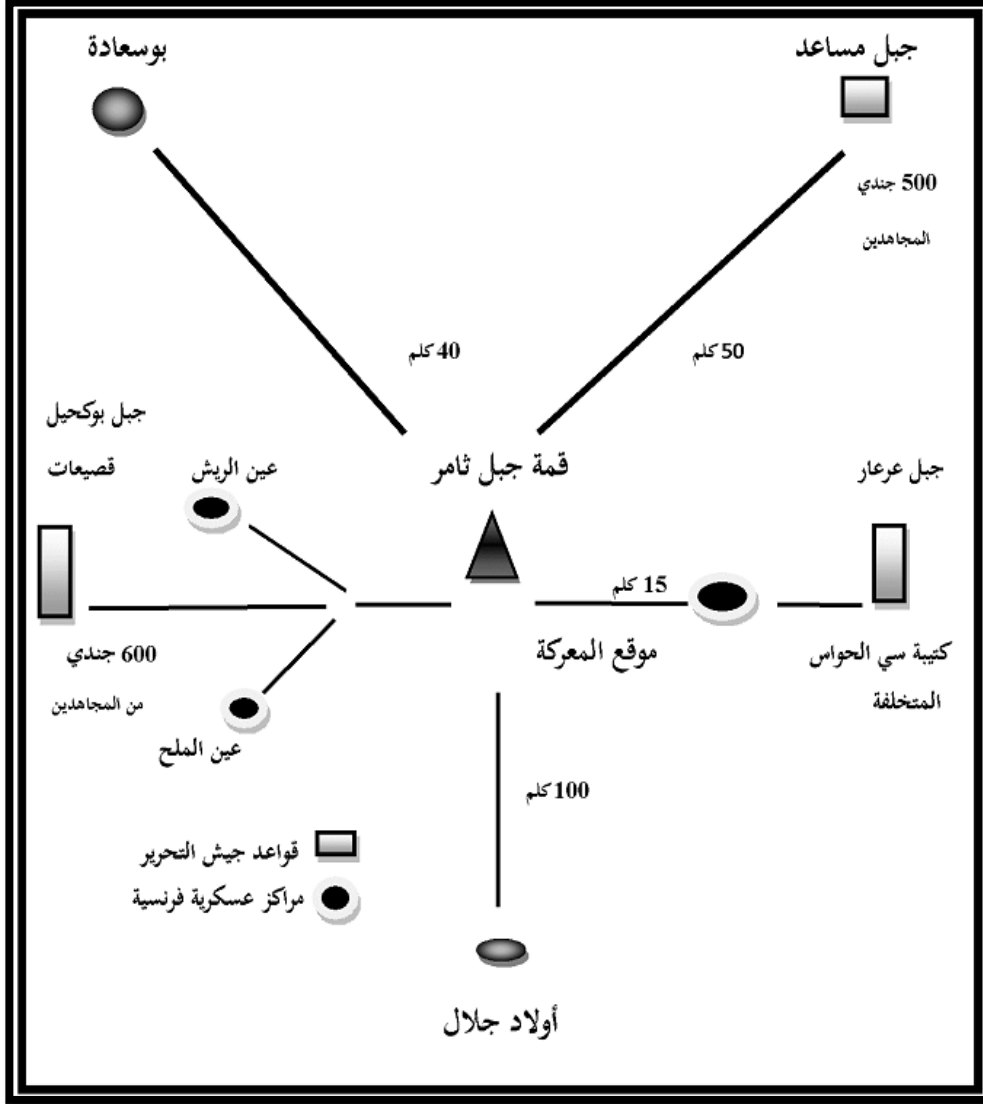 جبل مساعد
بوسعادة
500 جندي
المجاهدين
50 كلم
40 كلم
جبل بوكحيل
قصيعات
عين الريش
قمة جبل ثامر
جبل عرعار
15 كلم
موقع المعركة
كتيبة سي الحواس
المتخلفة
600 جندي
من المجاهدين
عين الملح
100 كلم
قواعد جيش التحرير
مراكز عسكرية فرنسية
أولاد جلال